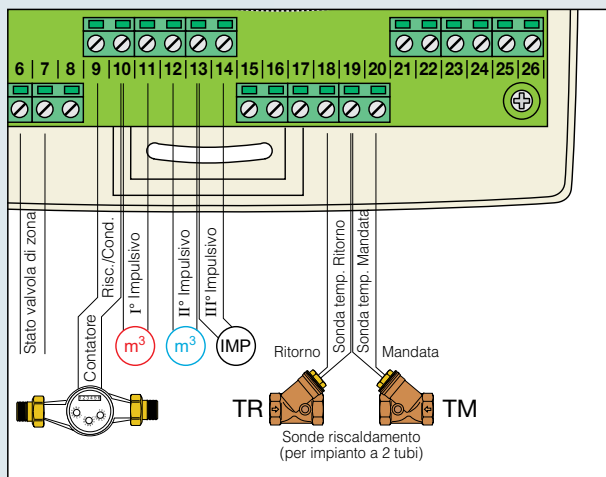 6 7 8 9 10 11 12 13 14 15 16 17 18 19 20 21 22 23 24 25 26
Stato valvola di zona
Contatore Risc./Cond.
I° Impulsivo
II° Impulsivo
III° Impulsivo
Sonda temp. Ritorno
Sonda temp. Mandata
m³
m³
IMP
Ritorno
Mandata
TR
TM
Sonde riscaldamento
(per impianto a 2 tubi)